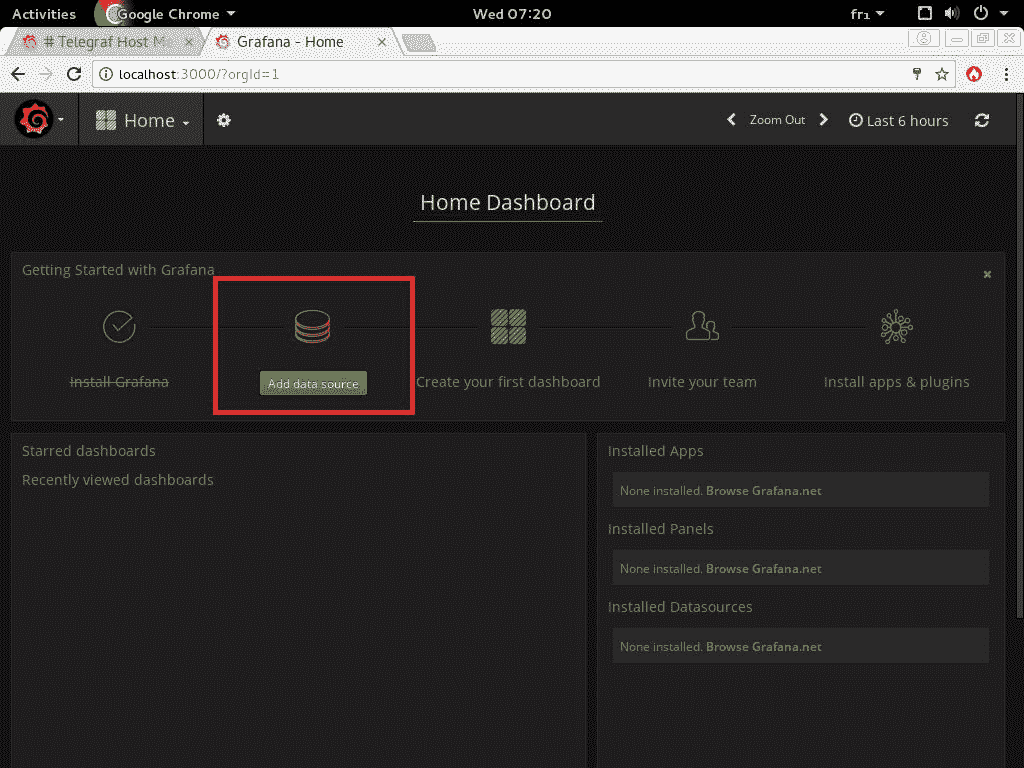 Activities Google Chrome Wed 07:20 fr₁
# Telegraf Host Me Grafana - Home
localhost:3000/?orgId=1
Home Zoom Out Last 6 hours
Home Dashboard
Getting Started with Grafana
Install Grafana Add data source Create your first dashboard Invite your team Install apps & plugins
Starred dashboards
Recently viewed dashboards
Installed Apps
None installed. Browse Grafana.net
Installed Panels
None installed. Browse Grafana.net
Installed Datasources
None installed. Browse Grafana.net